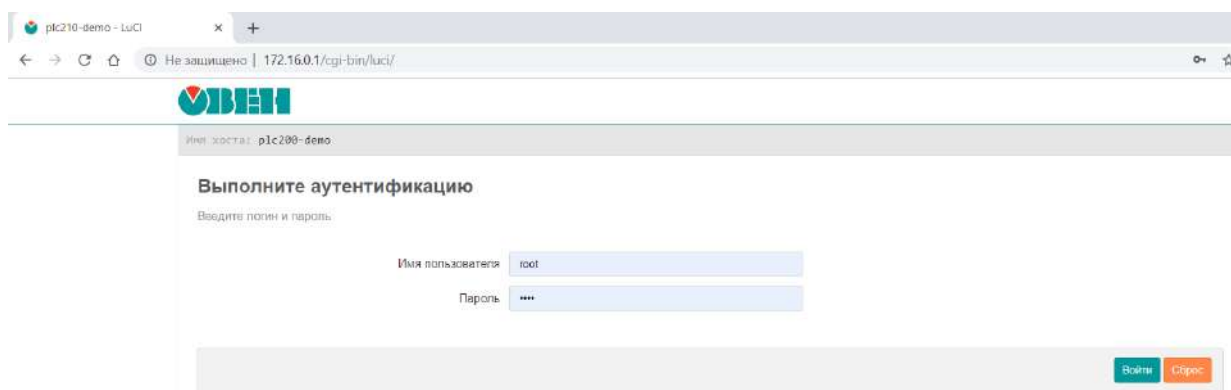 plc210-demo - LuCI
Не защищено | 172.16.0.1/cgi-bin/luci/
ОВЕН
Имя хоста: plc200-demo
Выполните аутентификацию
Введите логин и пароль.
Имя пользователя root
Пароль ••••
Войти Сброс